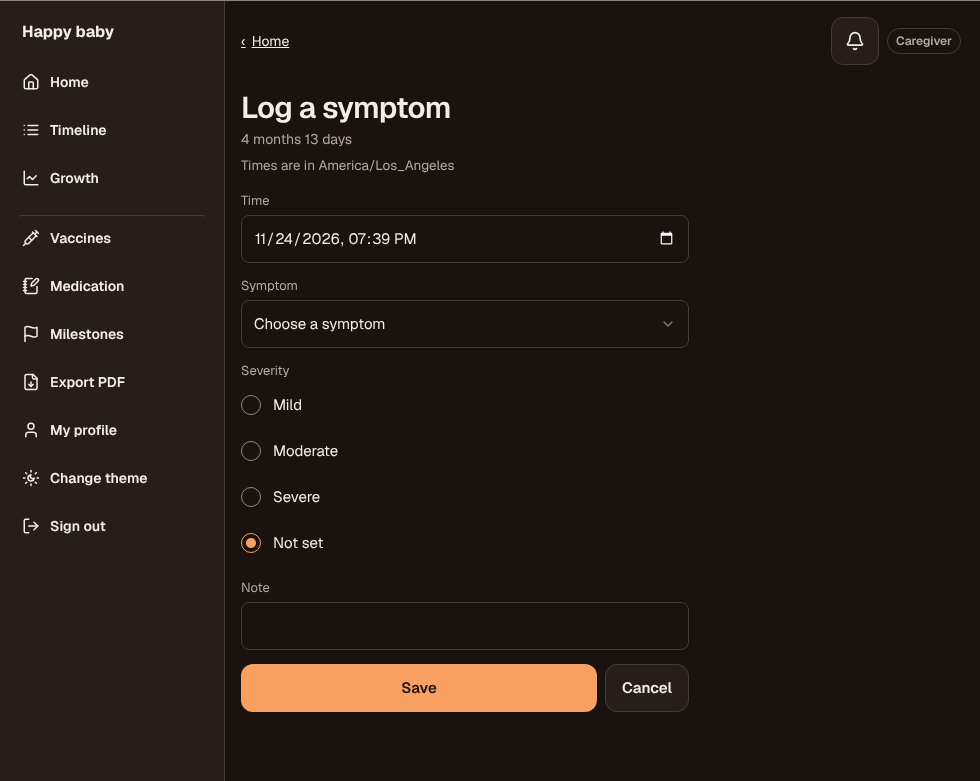 Happy baby
Home
Timeline
Growth
Vaccines
Medication
Milestones
Export PDF
My profile
Change theme
Sign out
‹ Home
Caregiver
Log a symptom
4 months 13 days
Times are in America/Los_Angeles
Time
11/24/2026, 07:39 PM
Symptom
Choose a symptom
Severity
Mild
Moderate
Severe
Not set
Note
Save
Cancel